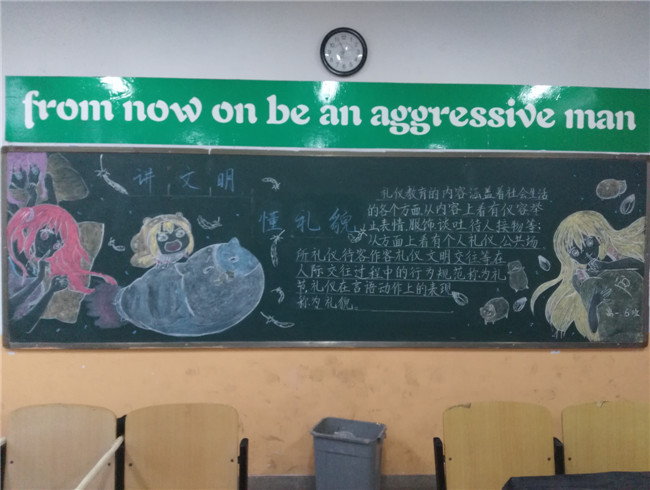 from now on be an aggressive man
讲文明
懂礼貌
礼仪教育的内容涵盖着社会生活
的各个方面从内容上看有仪容举
止表情服饰谈吐待人接物等;
从方面上看有个人礼仪公共场
所礼仪待客作客礼仪文明交往等在
人际交往过程中的行为规范称为礼
节,礼仪在言语动作上的表现
称为礼貌。
高一.6班